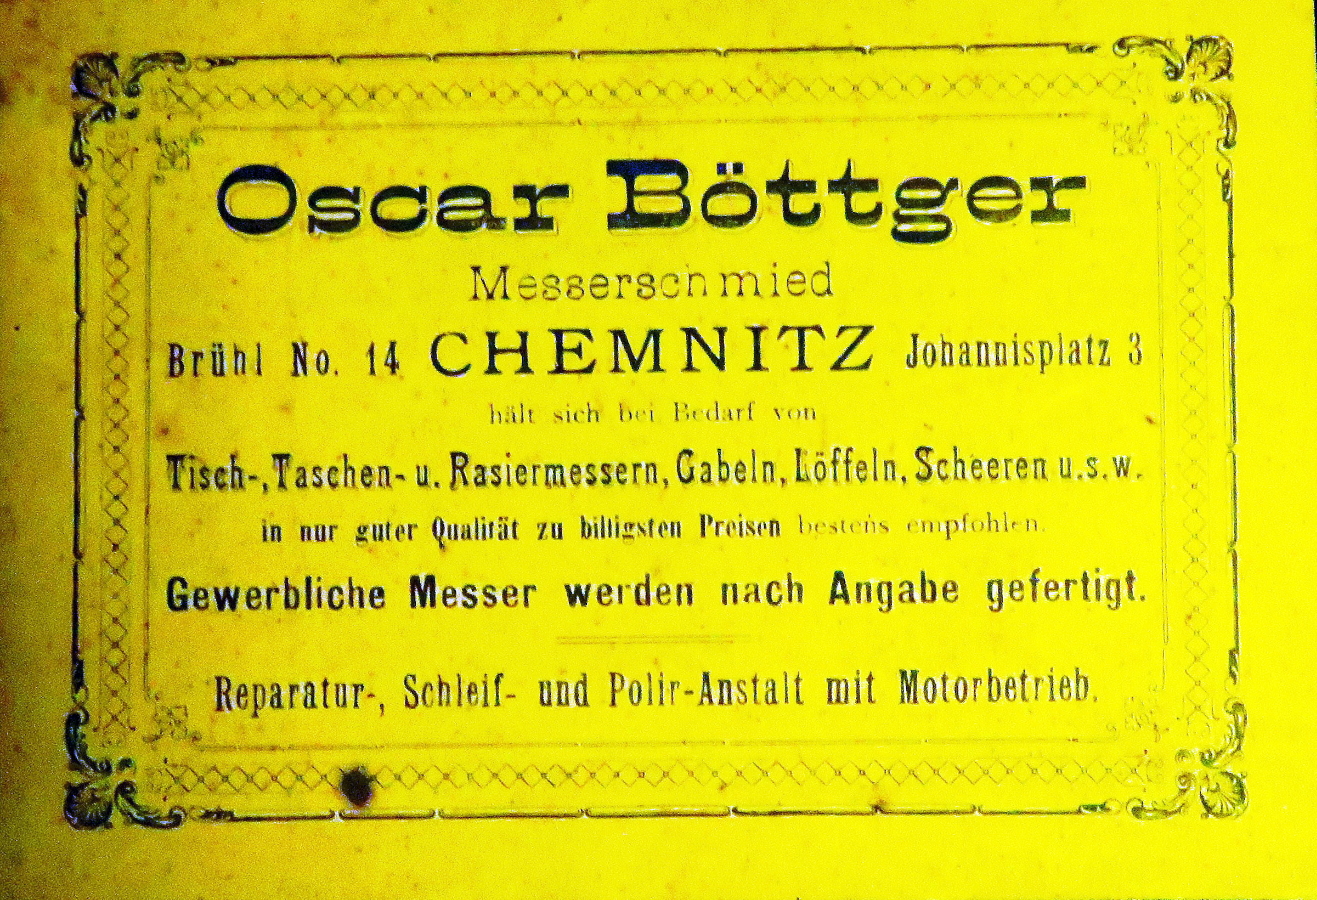 Oscar Böttger
Messerschmied
Brühl No. 14 CHEMNITZ Johannisplatz 3
hält sich bei Bedarf von
Tisch-, Taschen- u. Rasiermessern, Gabeln, Löffeln, Scheeren u.s.w.
in nur guter Qualität zu billigsten Preisen bestens empfohlen.
Gewerbliche Messer werden nach Angabe gefertigt.
Reparatur-, Schleif- und Polir-Anstalt mit Motorbetrieb.